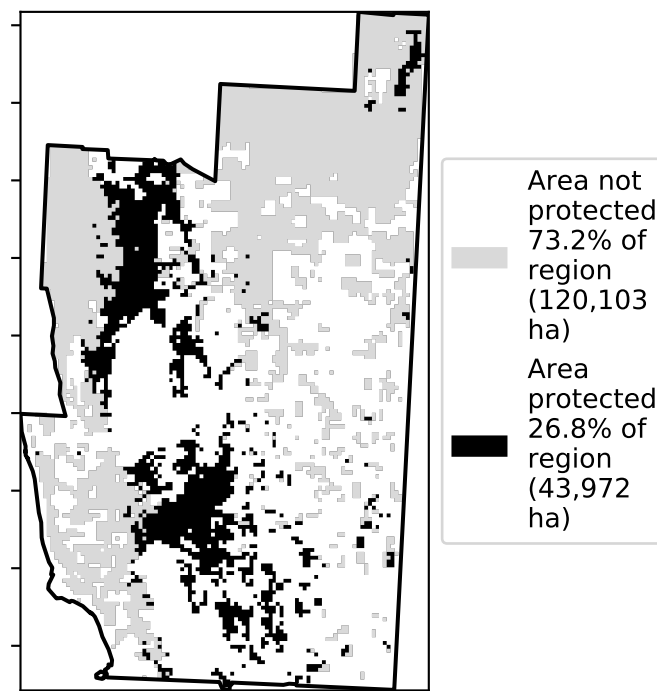 Area not
protected
73.2% of
region
(120,103
ha)
Area
protected
26.8% of
region
(43,972
ha)